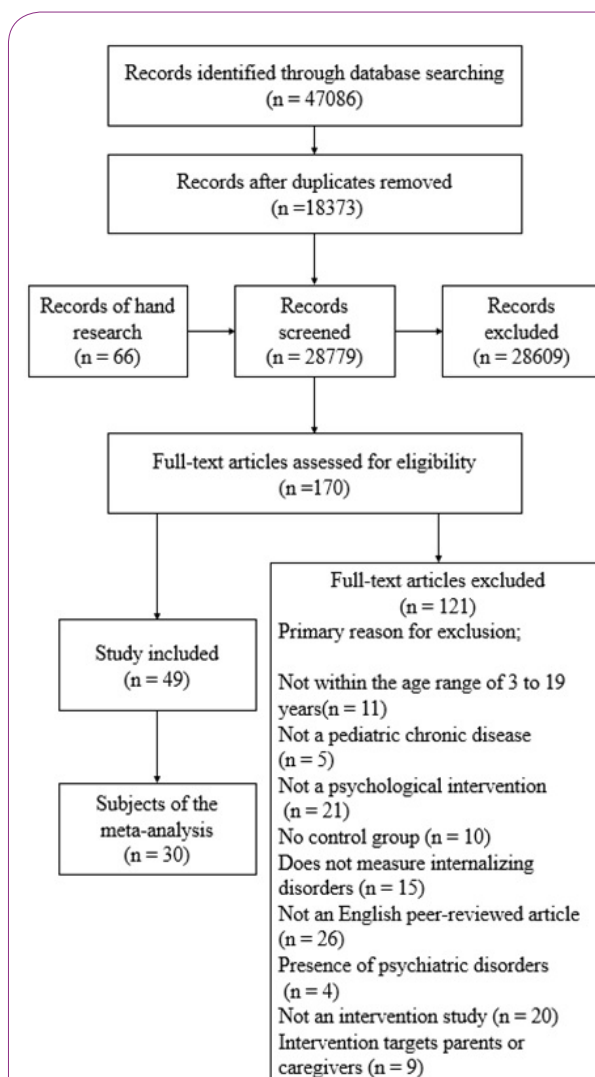 Records identified through database searching
(n = 47086)
Records after duplicates removed
(n =18373)
Records of hand
research
(n = 66)
Records
screened
(n = 28779)
Records
excluded
(n = 28609)
Full-text articles assessed for eligibility
(n =170)
Study included
(n = 49)
Subjects of the
meta-analysis
(n = 30)
Full-text articles excluded
(n = 121)
Primary reason for exclusion;
Not within the age range of 3 to 19
years(n = 11)
Not a pediatric chronic disease
(n = 5)
Not a psychological intervention
(n = 21)
No control group (n = 10)
Does not measure internalizing
disorders (n = 15)
Not an English peer-reviewed article
(n = 26)
Presence of psychiatric disorders
(n = 4)
Not an intervention study (n = 20)
Intervention targets parents or
caregivers (n = 9)